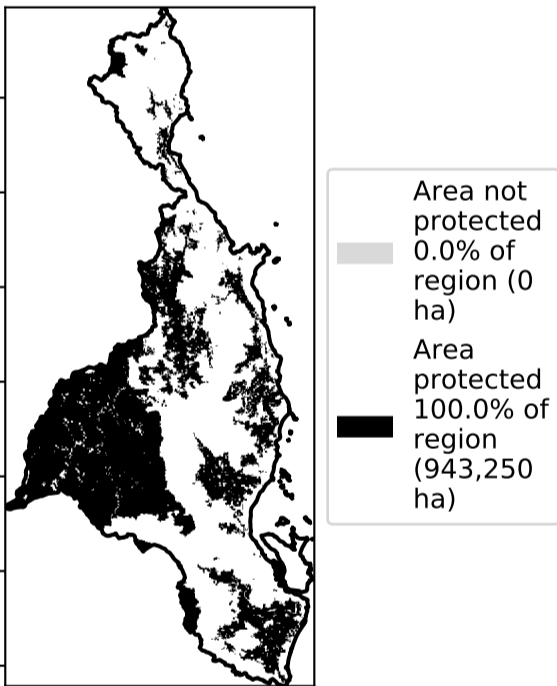 Area not
protected
0.0% of
region (0
ha)
Area
protected
100.0% of
region
(943,250
ha)